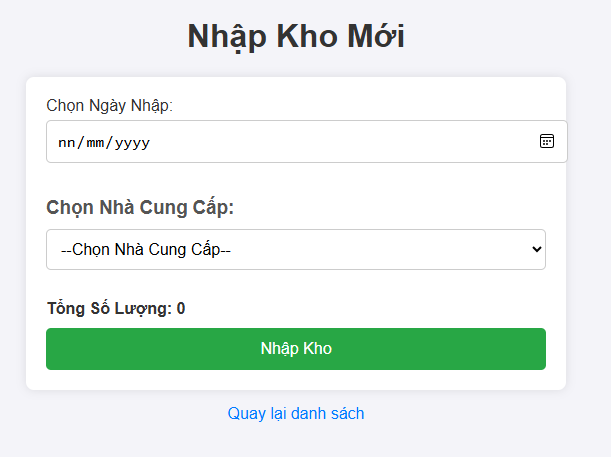 Nhập Kho Mới
Chọn Ngày Nhập:
nn/mm/yyyy
Chọn Nhà Cung Cấp:
--Chọn Nhà Cung Cấp--
Tổng Số Lượng: 0
Nhập Kho
Quay lại danh sách